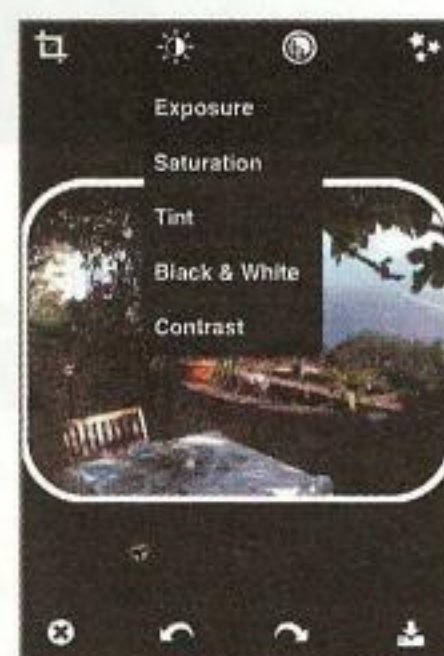 Exposure
Saturation
Tint
Black & White
Contrast